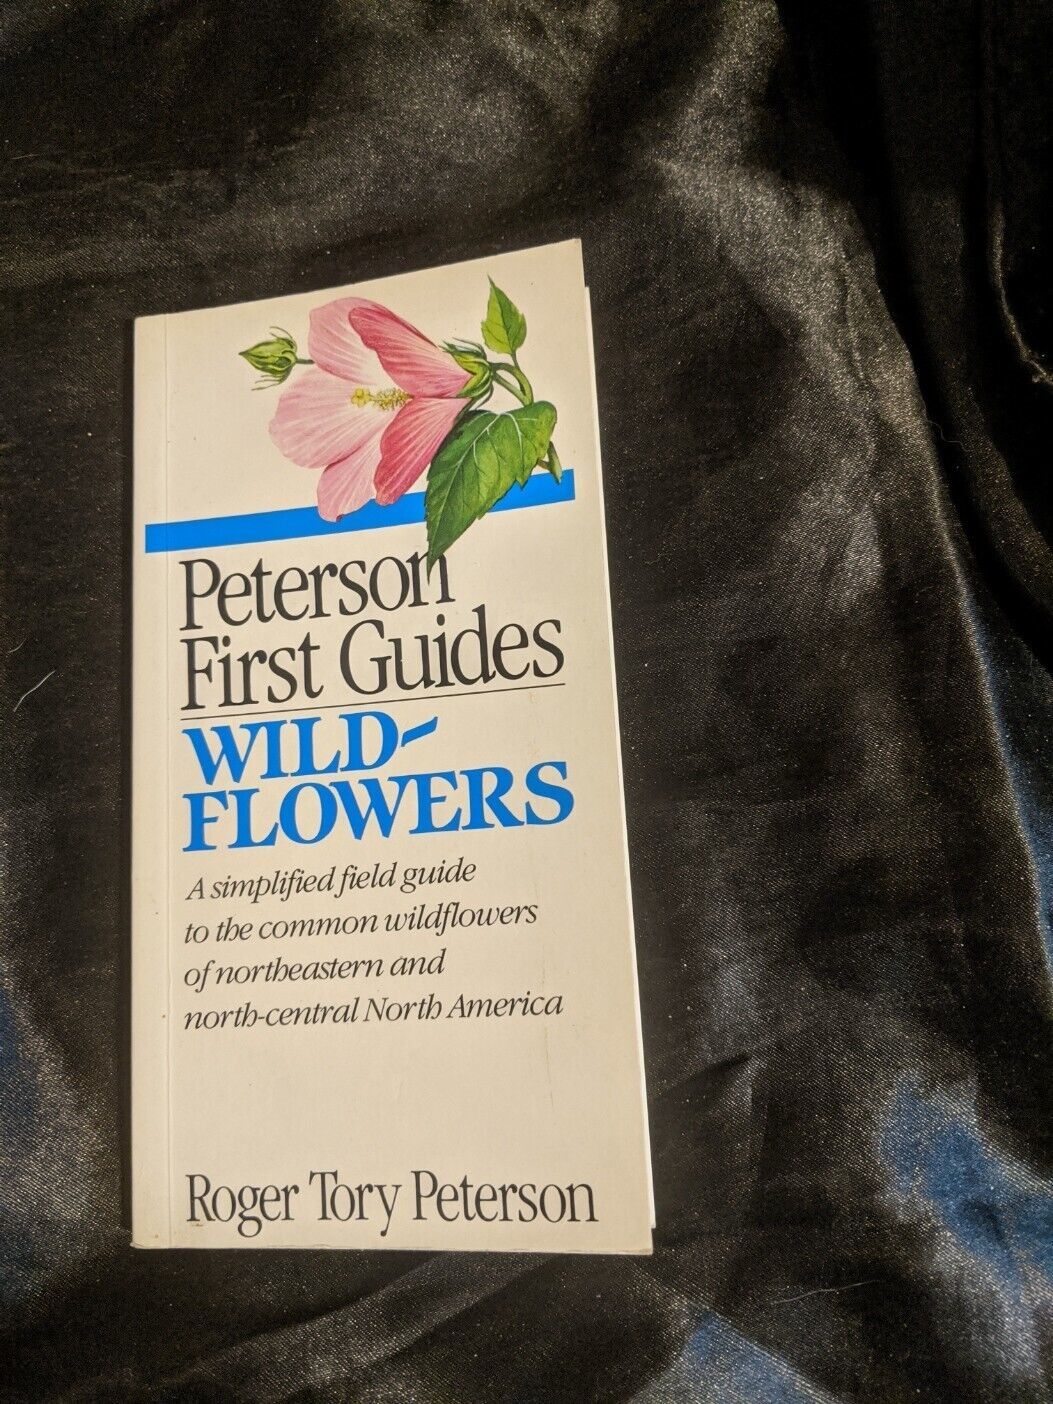 Peterson
First Guides
WILD-
FLOWERS
A simplified field guide
to the common wildflowers
of northeastern and
north-central North America
Roger Tory Peterson